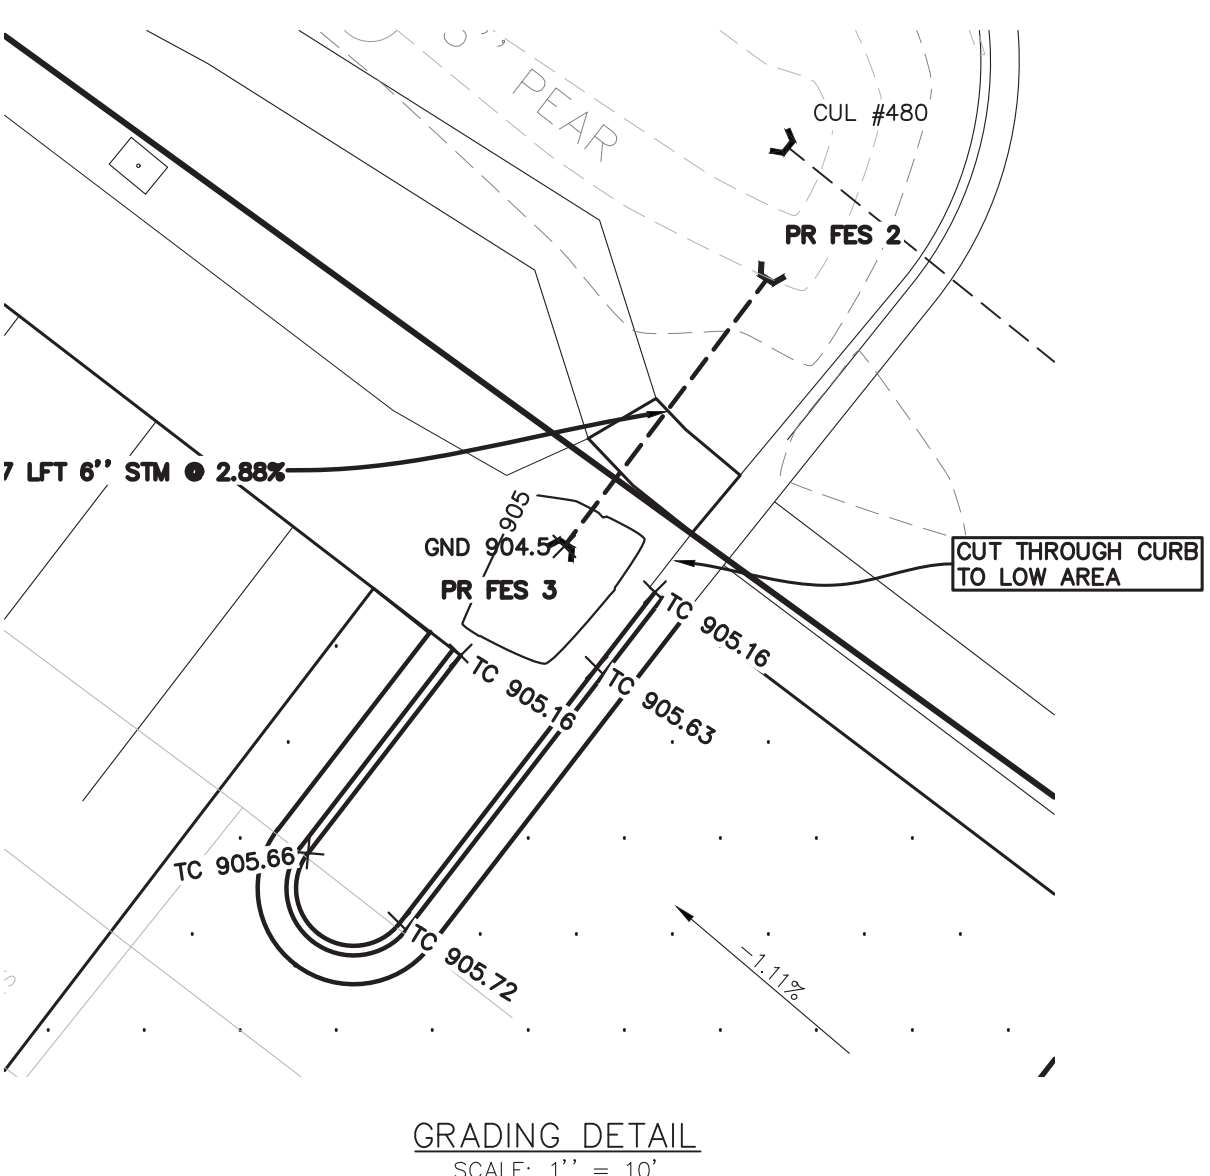 PEAR
CUL #480
PR FES 2
7 LFT 6'' STM @ 2.88%
905
GND 904.5
PR FES 3
CUT THROUGH CURB
TO LOW AREA
TC 905.16
TC 905.16
TC 905.63
TC 905.66
TC 905.72
-1.11%
GRADING DETAIL
SCALE: 1'' = 10'